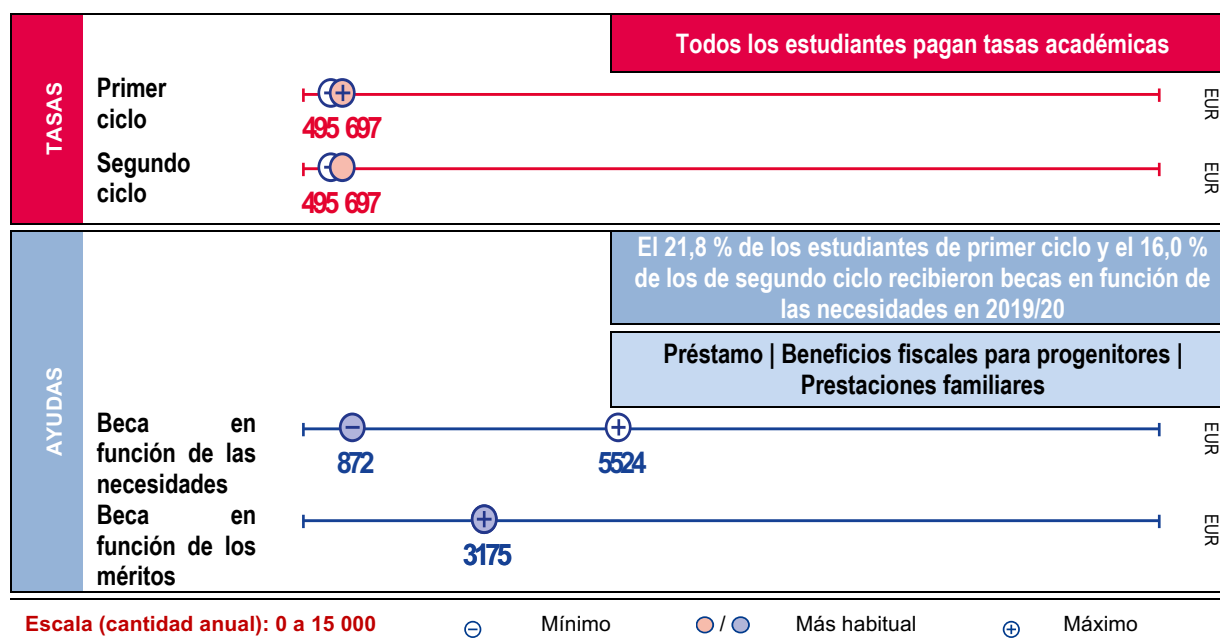 Todos los estudiantes pagan tasas académicas
TASAS
Primer
ciclo
495 697
EUR
Segundo
ciclo
495 697
EUR
El 21,8 % de los estudiantes de primer ciclo y el 16,0 %
de los de segundo ciclo recibieron becas en función de
las necesidades en 2019/20
Préstamo | Beneficios fiscales para progenitores |
Prestaciones familiares
AYUDAS
Beca en
función de las
necesidades
872 5524
EUR
Beca en
función de los
méritos
3175
EUR
Escala (cantidad anual): 0 a 15 000 Mínimo / Más habitual Máximo